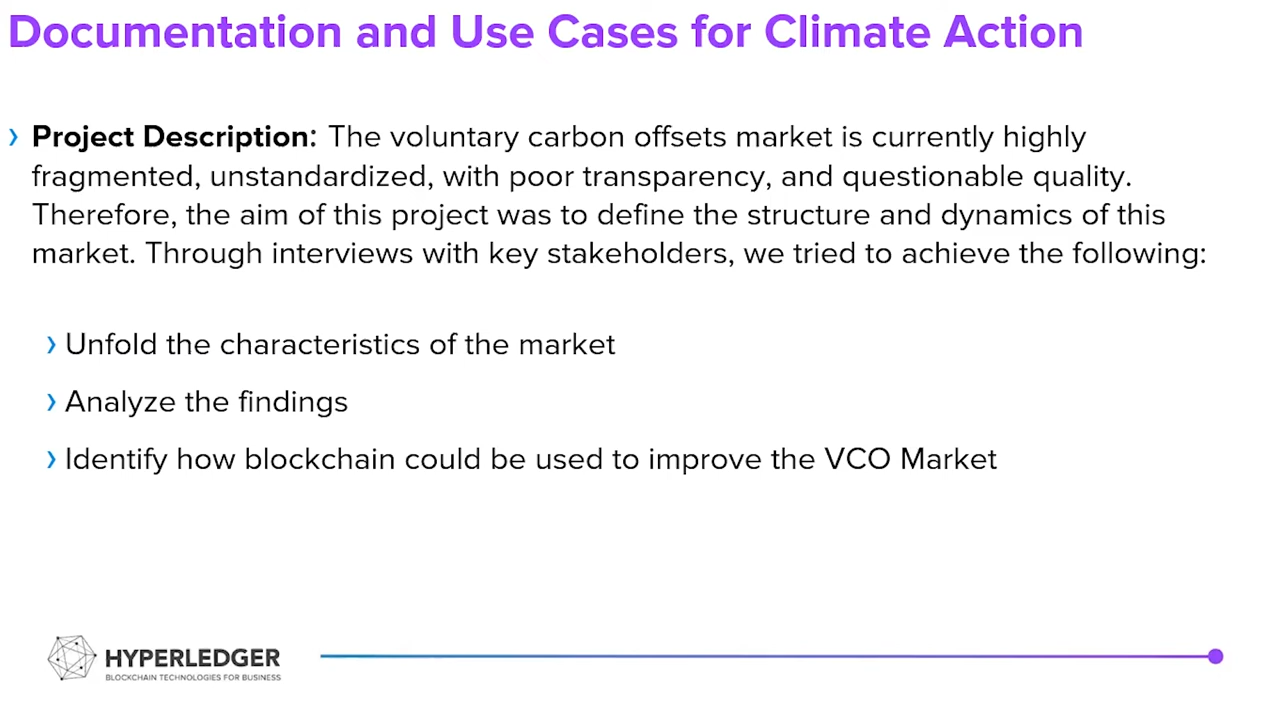 Documentation and Use Cases for Climate Action
› Project Description: The voluntary carbon offsets market is currently highly
fragmented, unstandardized, with poor transparency, and questionable quality.
Therefore, the aim of this project was to define the structure and dynamics of this
market. Through interviews with key stakeholders, we tried to achieve the following:
› Unfold the characteristics of the market
› Analyze the findings
› Identify how blockchain could be used to improve the VCO Market
HYPERLEDGER
BLOCKCHAIN TECHNOLOGIES FOR BUSINESS